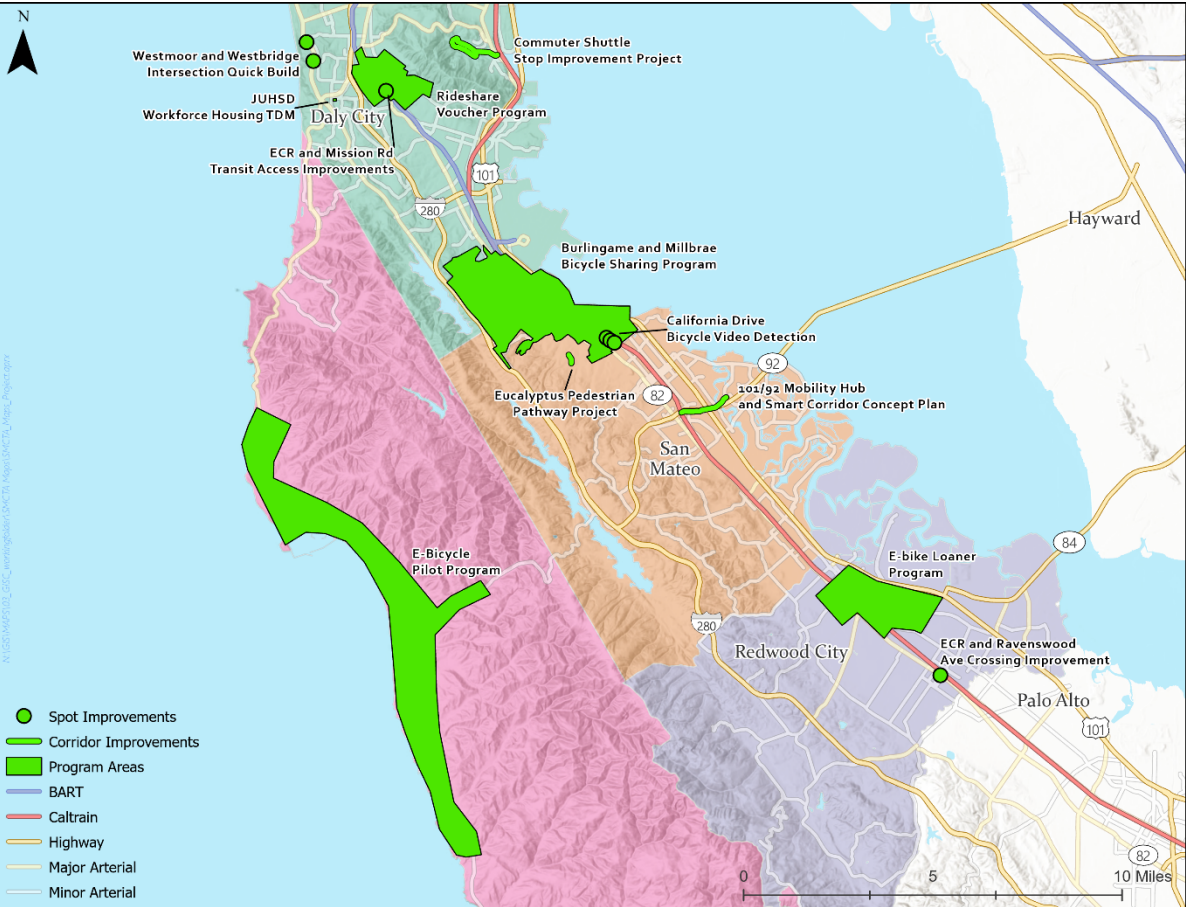 N
Westmoor and Westbridge
Intersection Quick Build
Commuter Shuttle
Stop Improvement Project
JUHSD
Workforce Housing TDM
Rideshare
Voucher Program
Daly City
ECR and Mission Rd
Transit Access Improvements
101
280
Hayward
Burlingame and Millbrae
Bicycle Sharing Program
California Drive
Bicycle Video Detection
92
Eucalyptus Pedestrian
Pathway Project
82
101/92 Mobility Hub
and Smart Corridor Concept Plan
San
Mateo
E-Bicycle
Pilot Program
84
E-bike Loaner
Program
280
Redwood City
ECR and Ravenswood
Ave Crossing Improvement
Palo Alto
101
82
Spot Improvements
Corridor Improvements
Program Areas
BART
Caltrain
Highway
Major Arterial
Minor Arterial
0
5
10 Miles